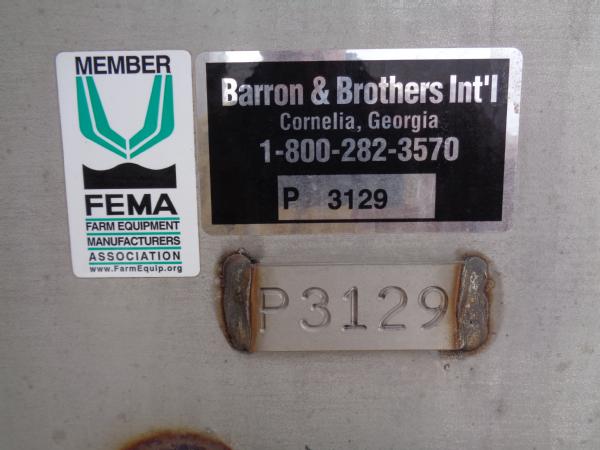 MEMBER
FEMA
FARM EQUIPMENT
MANUFACTURERS
ASSOCIATION
www.FarmEquip.org
Barron & Brothers Int'l
Cornelia, Georgia
1-800-282-3570
P 3129
P3129